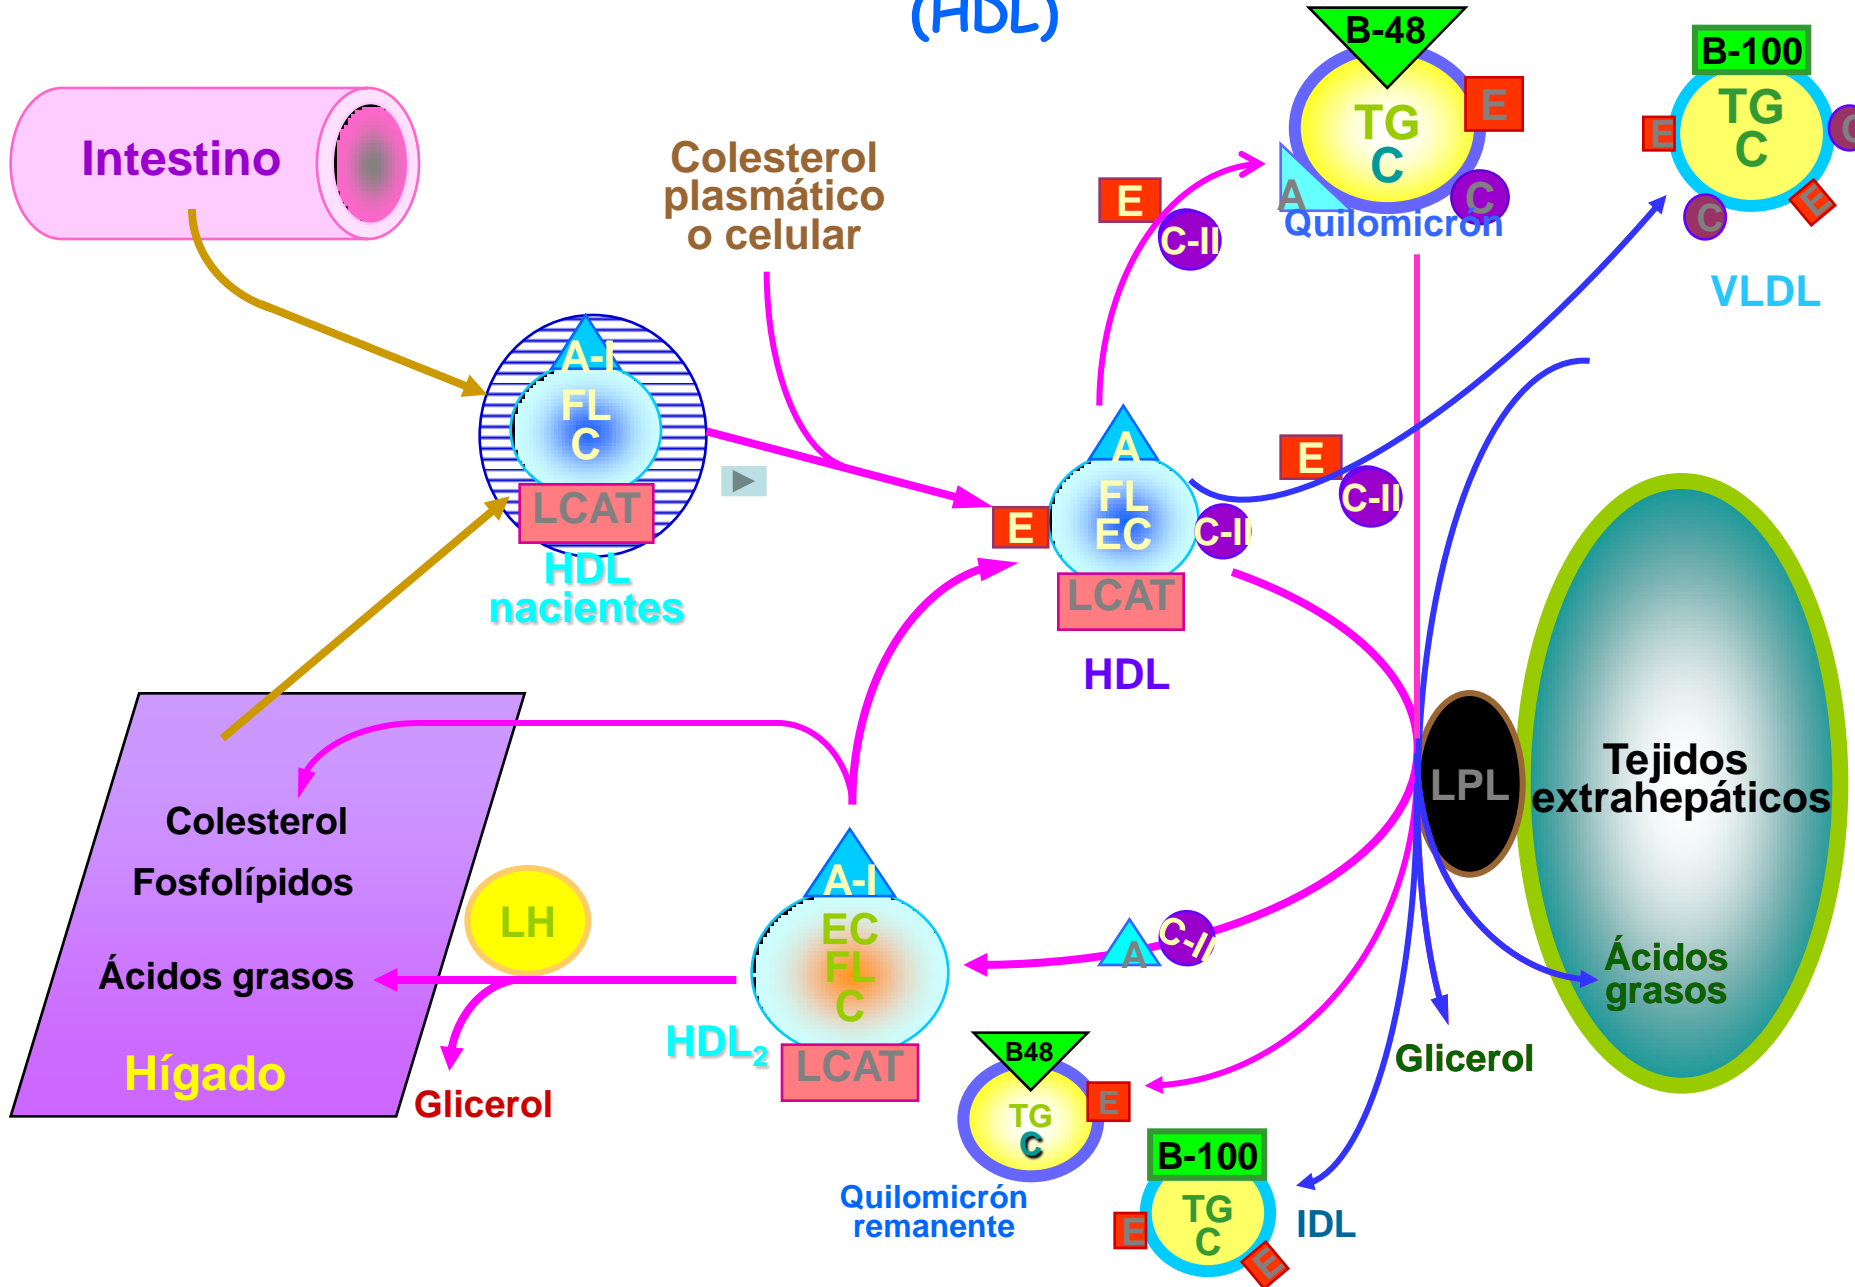 (HDL)
B-48
TG
C
E
A
C
Quilomicrón
B-100
TG
C
E
C
C
E
VLDL
Intestino
Colesterol
plasmático
o celular
E
C-II
A-I
FL
C
LCAT
HDL
nacientes
A
FL
EC
E
C-II
LCAT
HDL
E
C-II
LPL
Tejidos
extrahepáticos
Ácidos
grasos
Glicerol
Colesterol
Fosfolípidos
Ácidos grasos
Hígado
LH
Glicerol
A-I
EC
FL
C
LCAT
HDL2
A
C-II
B48
TG
C
E
Quilomicrón
remanente
B-100
TG
C
E
E
IDL